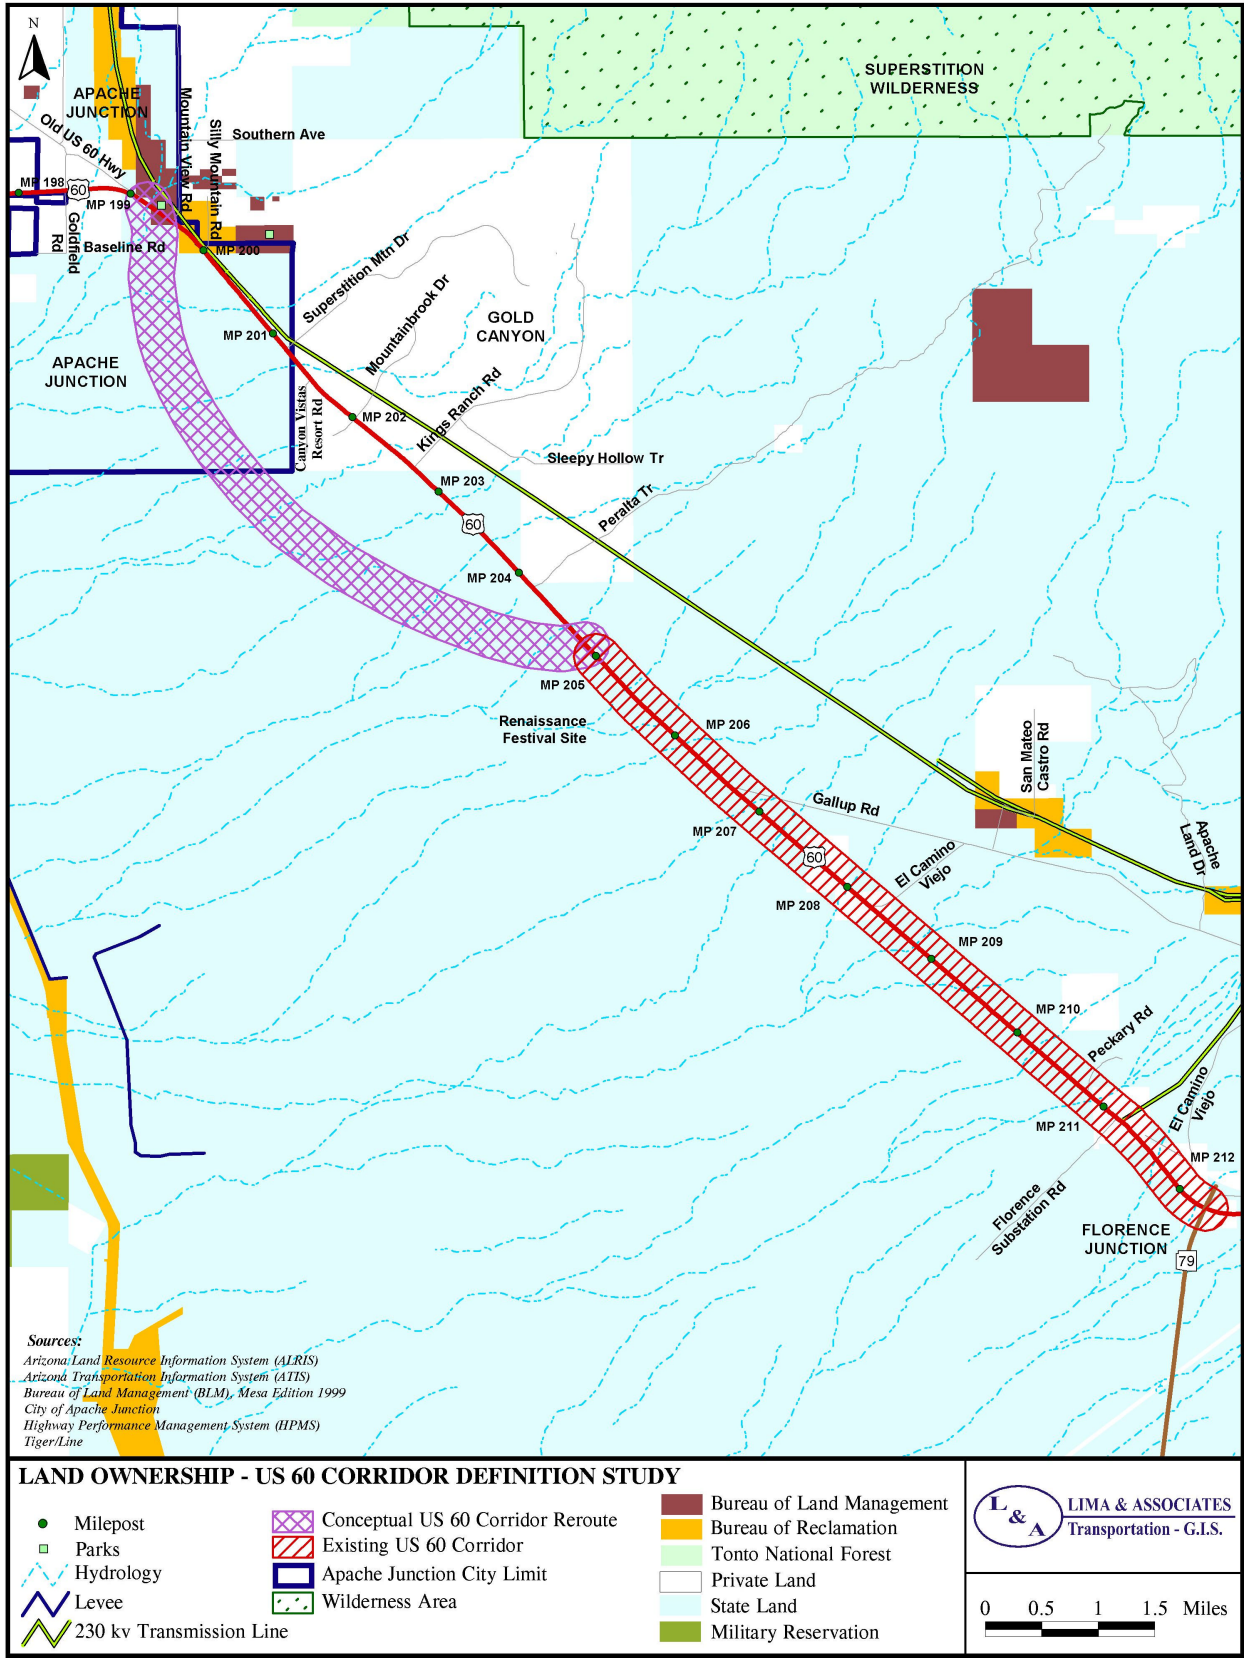 N
SUPERSTITION
WILDERNESS
APACHE
JUNCTION
Old US 60 Hwy
Mountain View Rd
Silly Mountain Rd
Southern Ave
MP 198
60
MP 199
Goldfield
Rd
Baseline Rd
MP 200
Superstition Mtn Dr
Mountainbrook Dr
GOLD
CANYON
MP 201
APACHE
JUNCTION
Canyon Vistas
Resort Rd
MP 202
Kings Ranch Rd
Sleepy Hollow Tr
MP 203
Peralta Tr
60
MP 204
MP 205
Renaissance
Festival Site
MP 206
San Mateo
Castro Rd
Gallup Rd
MP 207
Apache
Land Dr
60
El Camino
Viejo
MP 208
MP 209
MP 210
Peckary Rd
El Camino
Viejo
MP 211
MP 212
Florence
Substation Rd
FLORENCE
JUNCTION
79
Sources:
Arizona Land Resource Information System (ALRIS)
Arizona Transportation Information System (ATIS)
Bureau of Land Management (BLM), Mesa Edition 1999
City of Apache Junction
Highway Performance Management System (HPMS)
Tiger/Line
LAND OWNERSHIP - US 60 CORRIDOR DEFINITION STUDY
Milepost
Parks
Hydrology
Levee
230 kv Transmission Line
Conceptual US 60 Corridor Reroute
Existing US 60 Corridor
Apache Junction City Limit
Wilderness Area
Bureau of Land Management
Bureau of Reclamation
Tonto National Forest
Private Land
State Land
Military Reservation
L & A
LIMA & ASSOCIATES
Transportation - G.I.S.
0 0.5 1 1.5 Miles